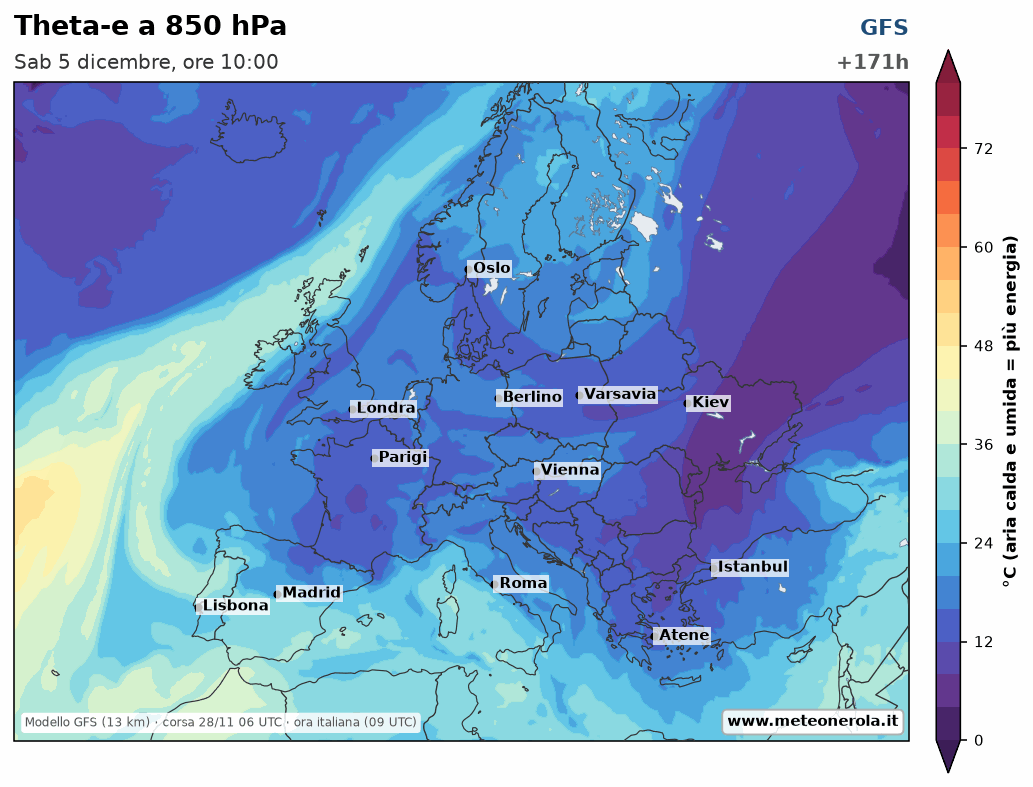 Theta-e a 850 hPa
GFS
Sab 5 dicembre, ore 10:00
+171h
72
60
48
36
24
12
0
°C (aria calda e umida = più energia)
Oslo
Berlino
Varsavia
Kiev
Londra
Parigi
Vienna
Istanbul
Roma
Madrid
Lisbona
Atene
Modello GFS (13 km) · corsa 28/11 06 UTC · ora italiana (09 UTC)
www.meteonerola.it